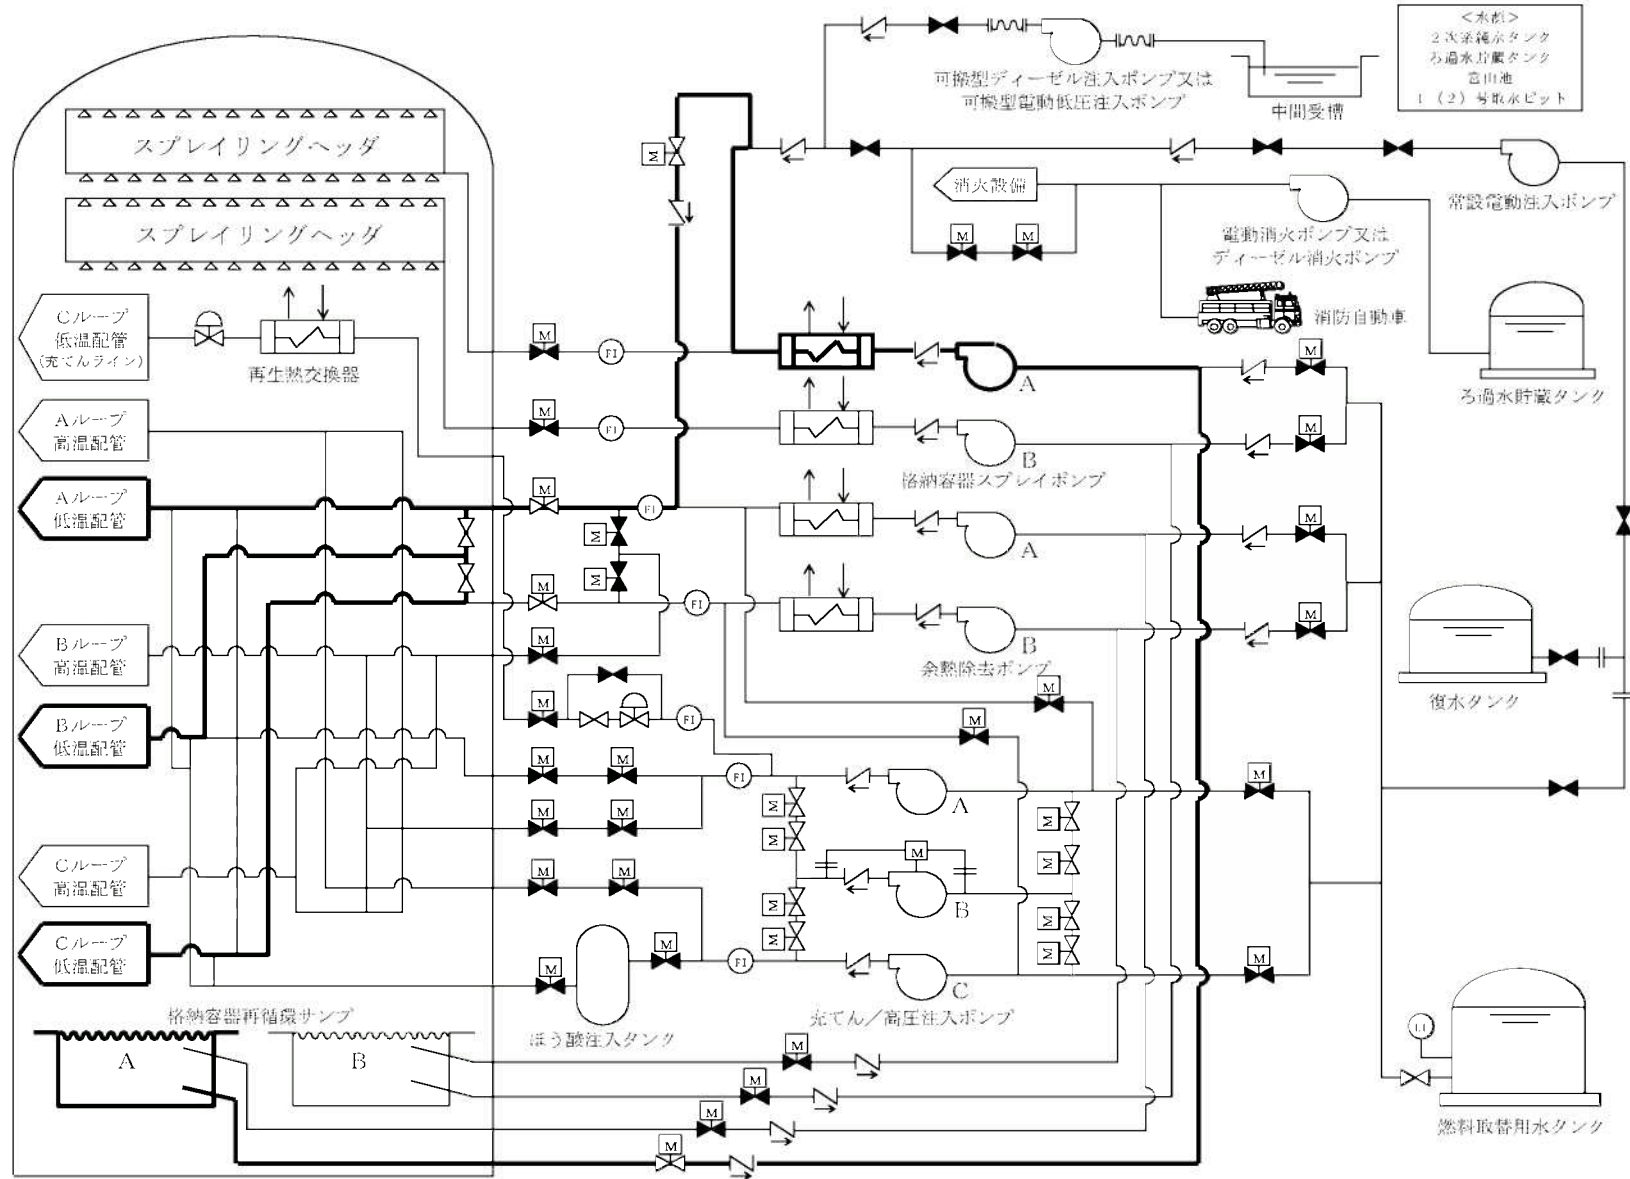 <水源>
2次系純水タンク
ろ過水貯蔵タンク
宮山池
1(2)号取水ピット
可搬型ディーゼル注入ポンプ又は
可搬型電動低圧注入ポンプ
中間受槽
スプレイリングヘッダ
スプレイリングヘッダ
M
消火設備
常設電動注入ポンプ
M
M
電動消火ポンプ又は
ディーゼル消火ポンプ
消防自動車
ろ過水貯蔵タンク
Cループ
低温配管
(充てんライン)
再生熱交換器
M
FI
A
M
Aループ
高温配管
M
FI
B
M
格納容器スプレイポンプ
Aループ
低温配管
M
FI
M
A
M
M
M
FI
B
M
余熱除去ポンプ
Bループ
高温配管
M
M
M
復水タンク
Bループ
低温配管
M
FI
M
M
FI
A
M
M
M
M
M
M
M
M
B
Cループ
高温配管
M
M
M
M
M
M
Cループ
低温配管
M
M
FI
C
M
格納容器再循環サンプ
ほう酸注入タンク
充てん/高圧注入ポンプ
A
B
M
M
M
M
LI
燃料取替用水タンク